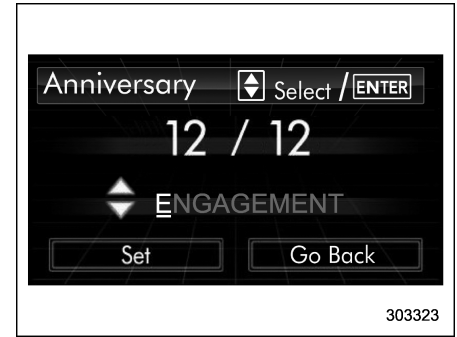 Anniversary Select / ENTER
12 / 12
ENGAGEMENT
Set Go Back
303323